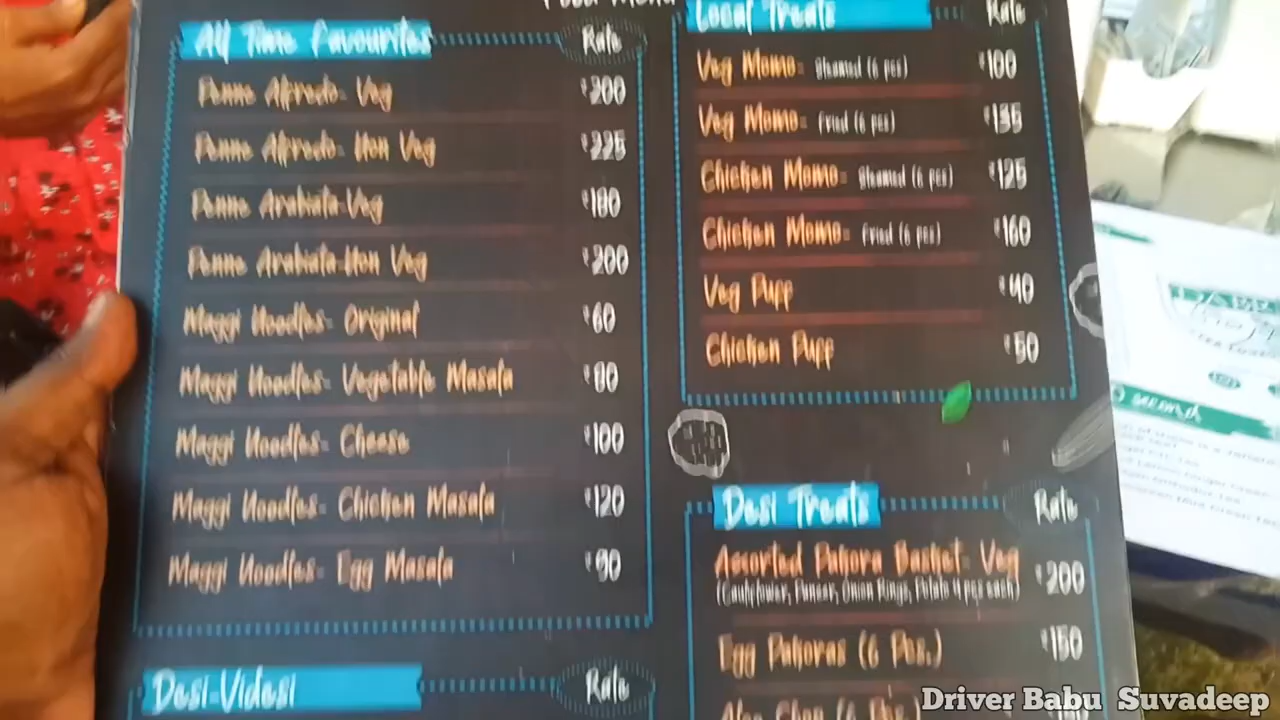 Food Menu
All Time Favourites Rate
Penne Alfredo- Veg ₹200
Penne Alfredo- Non Veg ₹225
Penne Arabiata-Veg ₹180
Penne Arabiata-Non Veg ₹200
Maggi Noodles- Original ₹60
Maggi Noodles- Vegetable Masala ₹80
Maggi Noodles- Cheese ₹100
Maggi Noodles- Chicken Masala ₹120
Maggi Noodles- Egg Masala ₹90
Desi-Videsi Rate
Local Treats Rate
Veg Momo- Steamed (6 pcs) ₹100
Veg Momo- Fried (6 pcs) ₹135
Chicken Momo- Steamed (6 pcs) ₹125
Chicken Momo- Fried (6 pcs) ₹160
Veg Puff ₹40
Chicken Puff ₹50
Desi Treats Rate
Assorted Pakora Basket- Veg ₹200
(Cauliflower, Paneer, Onion Rings, Potato 4 pcs each)
Egg Pakoras (6 Pcs.) ₹150
second
Driver Babu Suvadeep